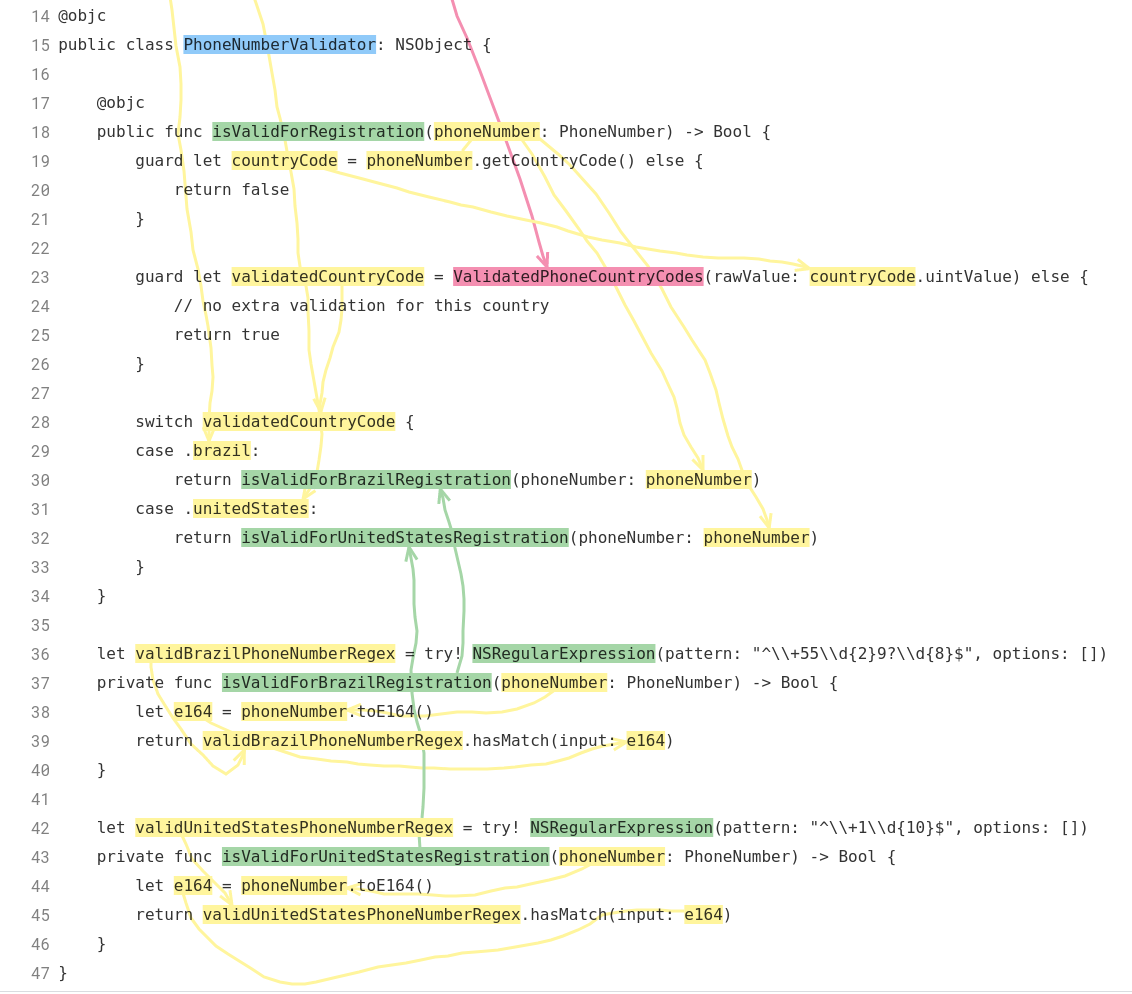 14 @objc
15 public class PhoneNumberValidator: NSObject {
16
17     @objc
18     public func isValidForRegistration(phoneNumber: PhoneNumber) -> Bool {
19         guard let countryCode = phoneNumber.getCountryCode() else {
20             return false
21         }
22
23         guard let validatedCountryCode = ValidatedPhoneCountryCodes(rawValue: countryCode.uintValue) else {
24             // no extra validation for this country
25             return true
26         }
27
28         switch validatedCountryCode {
29         case .brazil:
30             return isValidForBrazilRegistration(phoneNumber: phoneNumber)
31         case .unitedStates:
32             return isValidForUnitedStatesRegistration(phoneNumber: phoneNumber)
33         }
34     }
35
36     let validBrazilPhoneNumberRegex = try! NSRegularExpression(pattern: "^\\+55\\d{2}9?\\d{8}$", options: [])
37     private func isValidForBrazilRegistration(phoneNumber: PhoneNumber) -> Bool {
38         let e164 = phoneNumber.toE164()
39         return validBrazilPhoneNumberRegex.hasMatch(input: e164)
40     }
41
42     let validUnitedStatesPhoneNumberRegex = try! NSRegularExpression(pattern: "^\\+1\\d{10}$", options: [])
43     private func isValidForUnitedStatesRegistration(phoneNumber: PhoneNumber) -> Bool {
44         let e164 = phoneNumber.toE164()
45         return validUnitedStatesPhoneNumberRegex.hasMatch(input: e164)
46     }
47 }